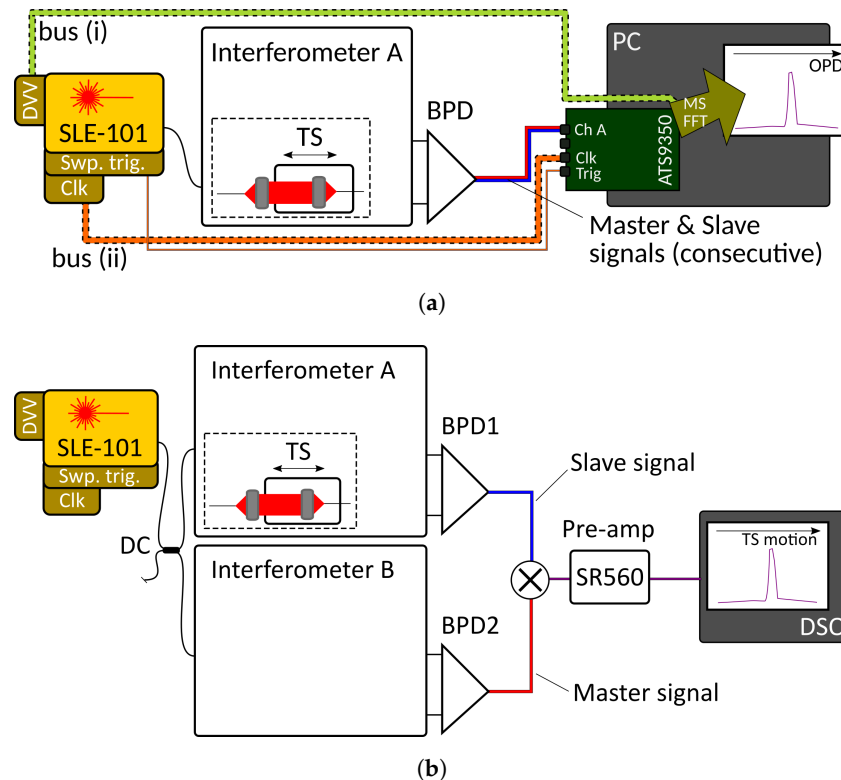 bus (i)
DVV
SLE-101
Swp. trig.
Clk
bus (ii)
Interferometer A
TS
BPD
Master & Slave
signals (consecutive)
PC
OPD
MS
FFT
Ch A
Clk
Trig
ATS9350
(a)
DVV
SLE-101
Swp. trig.
Clk
DC
Interferometer A
TS
Interferometer B
BPD1
BPD2
Slave signal
Master signal
Pre-amp
SR560
TS motion
DSO
(b)